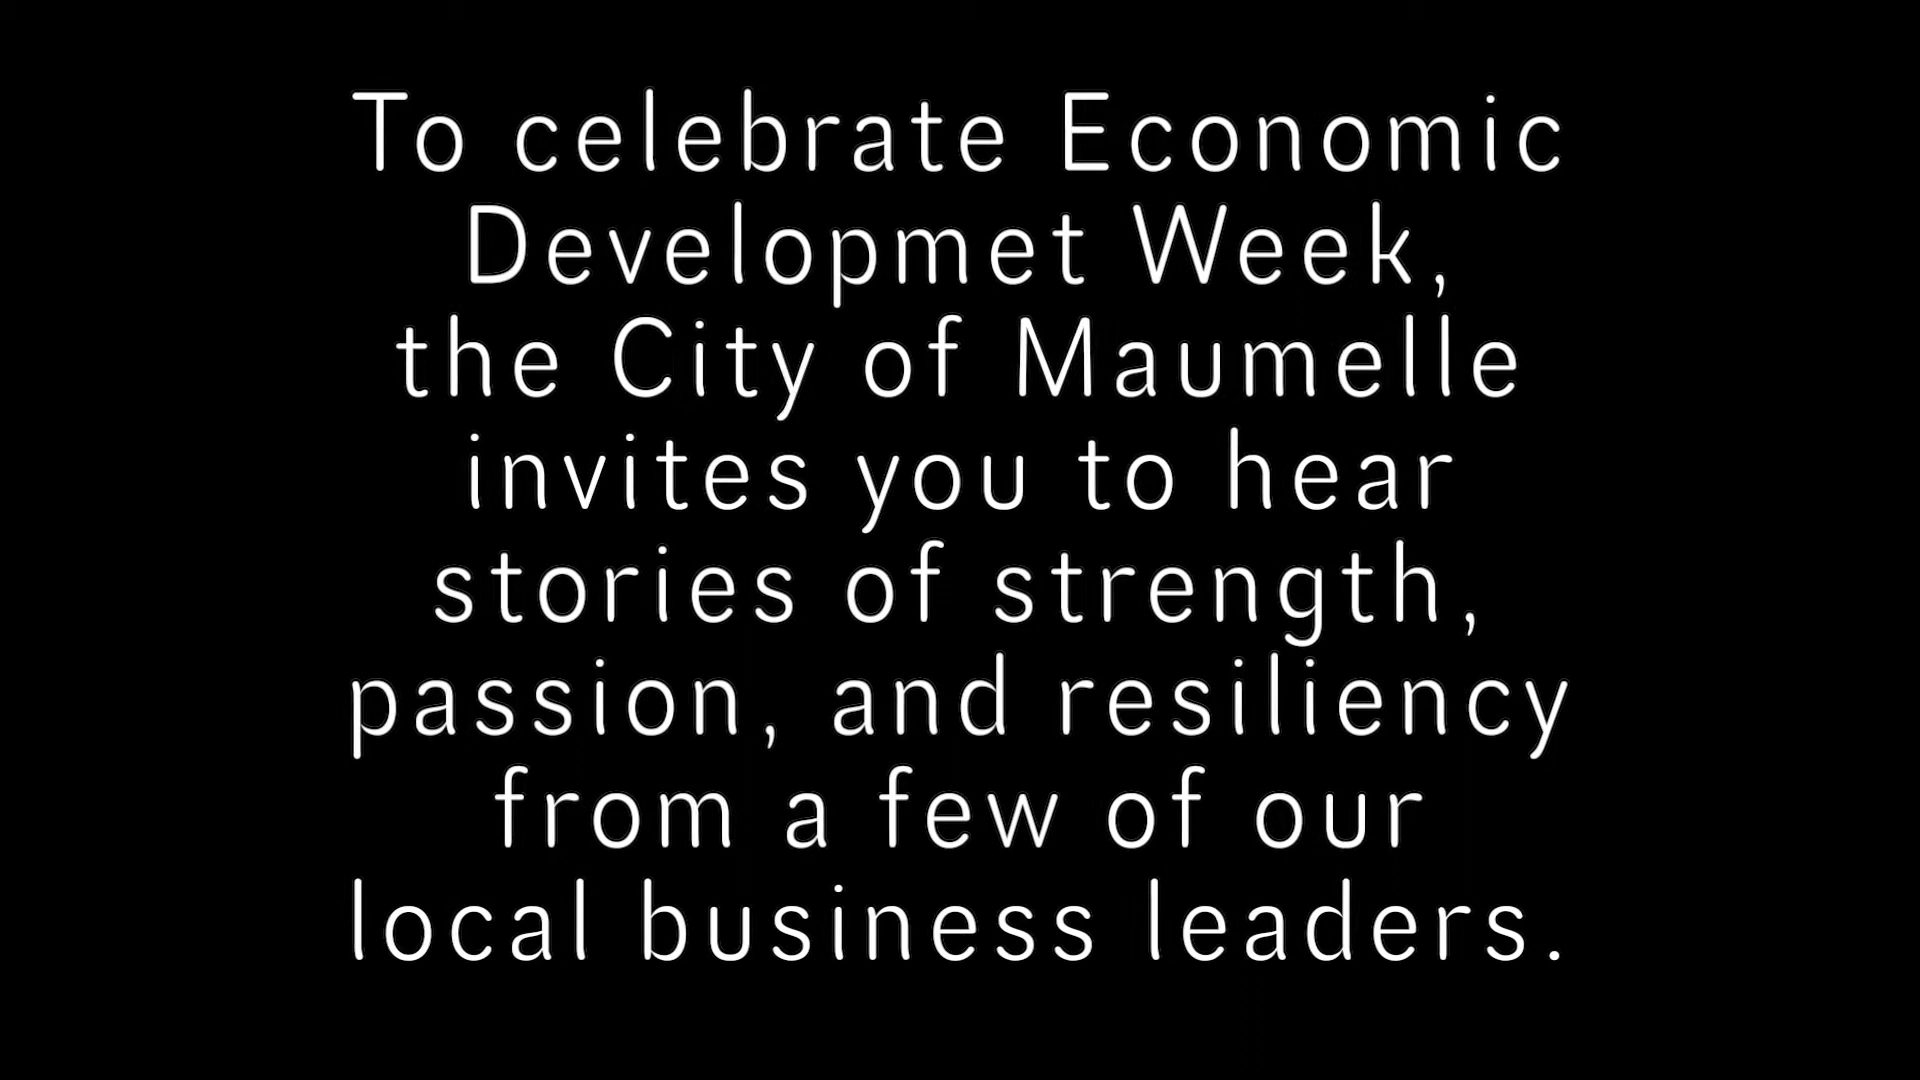 To celebrate Economic
Developmet Week,
the City of Maumelle
invites you to hear
stories of strength,
passion, and resiliency
from a few of our
local business leaders.